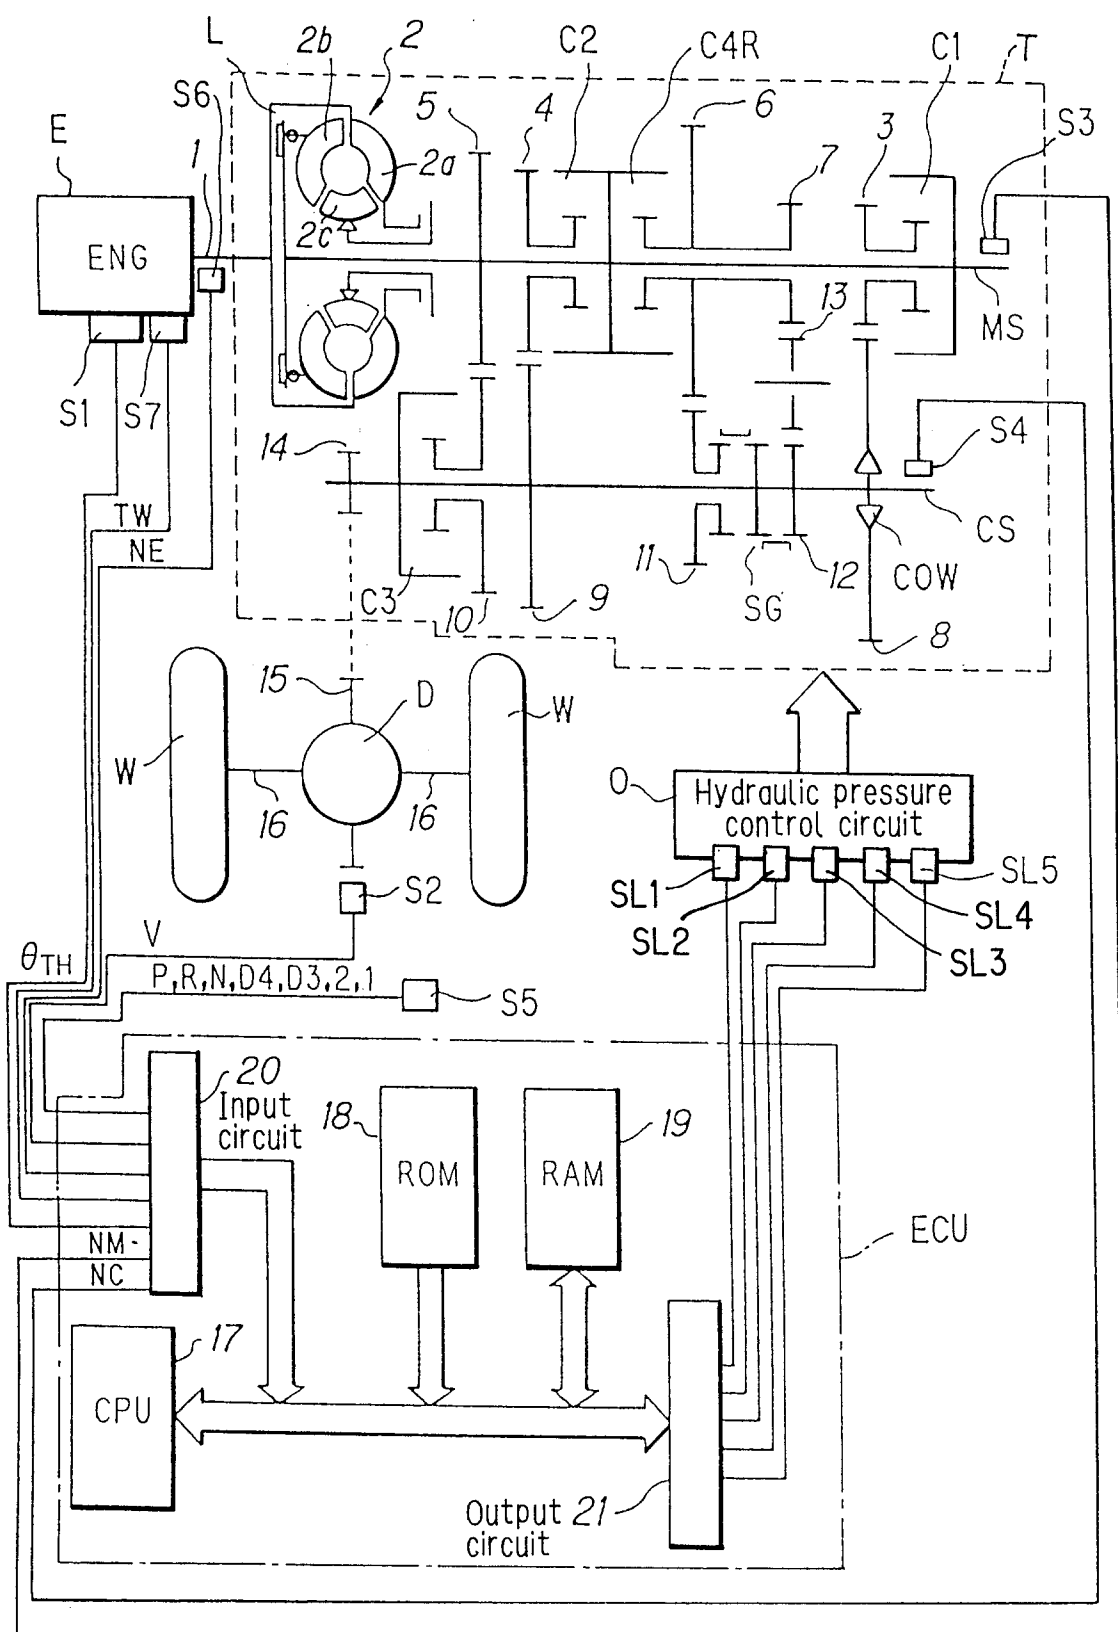 L
2b
2
C2
C4R
C1
T
S6
5
4
6
3
S3
E
1
2a
7
2c
ENG
13
MS
S1
S7
14
S4
TW
NE
CS
C3
10
9
11
SG
12
COW
8
15
D
W
W
16
16
O
Hydraulic pressure
control circuit
S2
SL1
SL2
SL3
SL4
SL5
V
θTH
P,R,N,D4,D3,2,1
S5
20
Input
circuit
18
ROM
RAM
19
NM
NC
ECU
17
CPU
Output
circuit
21